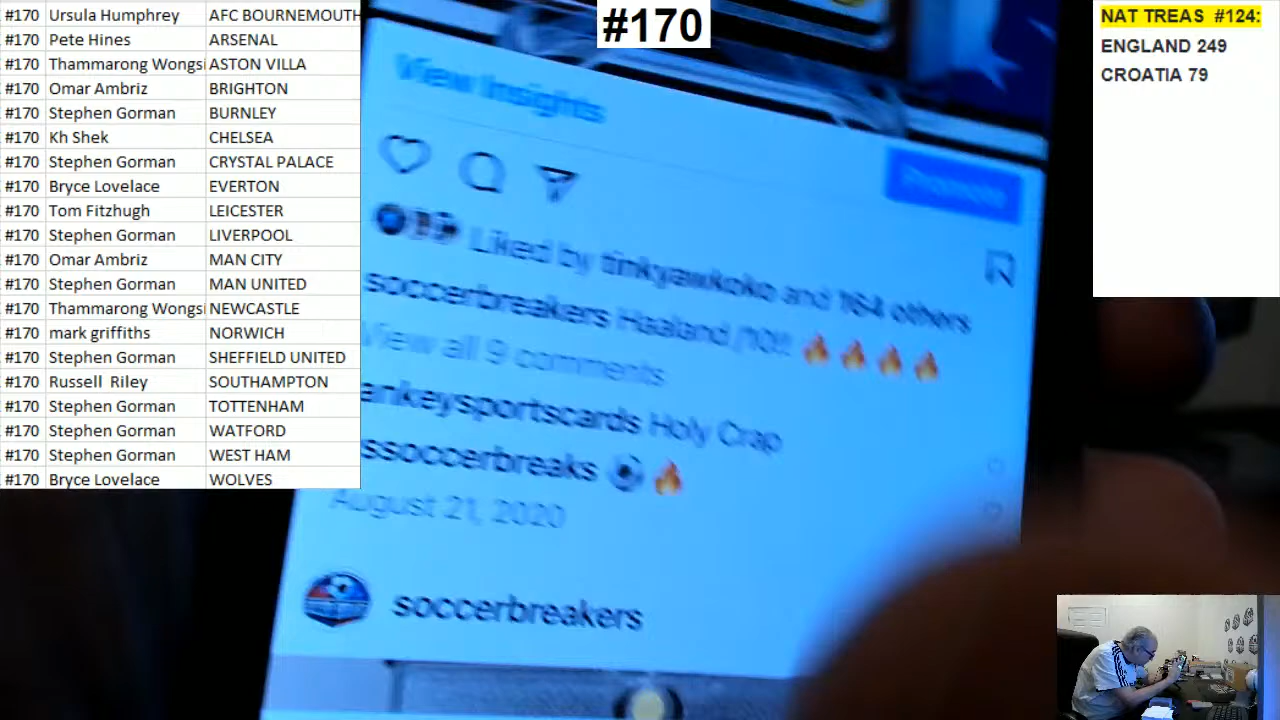 #170 Ursula Humphrey AFC BOURNEMOUTH
#170 Pete Hines ARSENAL
#170 Thammarong Wongsi ASTON VILLA
#170 Omar Ambriz BRIGHTON
#170 Stephen Gorman BURNLEY
#170 Kh Shek CHELSEA
#170 Stephen Gorman CRYSTAL PALACE
#170 Bryce Lovelace EVERTON
#170 Tom Fitzhugh LEICESTER
#170 Stephen Gorman LIVERPOOL
#170 Omar Ambriz MAN CITY
#170 Stephen Gorman MAN UNITED
#170 Thammarong Wongsi NEWCASTLE
#170 mark griffiths NORWICH
#170 Stephen Gorman SHEFFIELD UNITED
#170 Russell Riley SOUTHAMPTON
#170 Stephen Gorman TOTTENHAM
#170 Stephen Gorman WATFORD
#170 Stephen Gorman WEST HAM
#170 Bryce Lovelace WOLVES
#170
View Insights
Promote
Liked by tinkyawkoko and 164 others
soccerbreakers Haaland /10!! 🔥🔥🔥🔥
View all 9 comments
ankeysportscards Holy Crap
ssoccerbreaks ⚽🔥
August 21, 2020
soccerbreakers
NAT TREAS #124:
ENGLAND 249
CROATIA 79